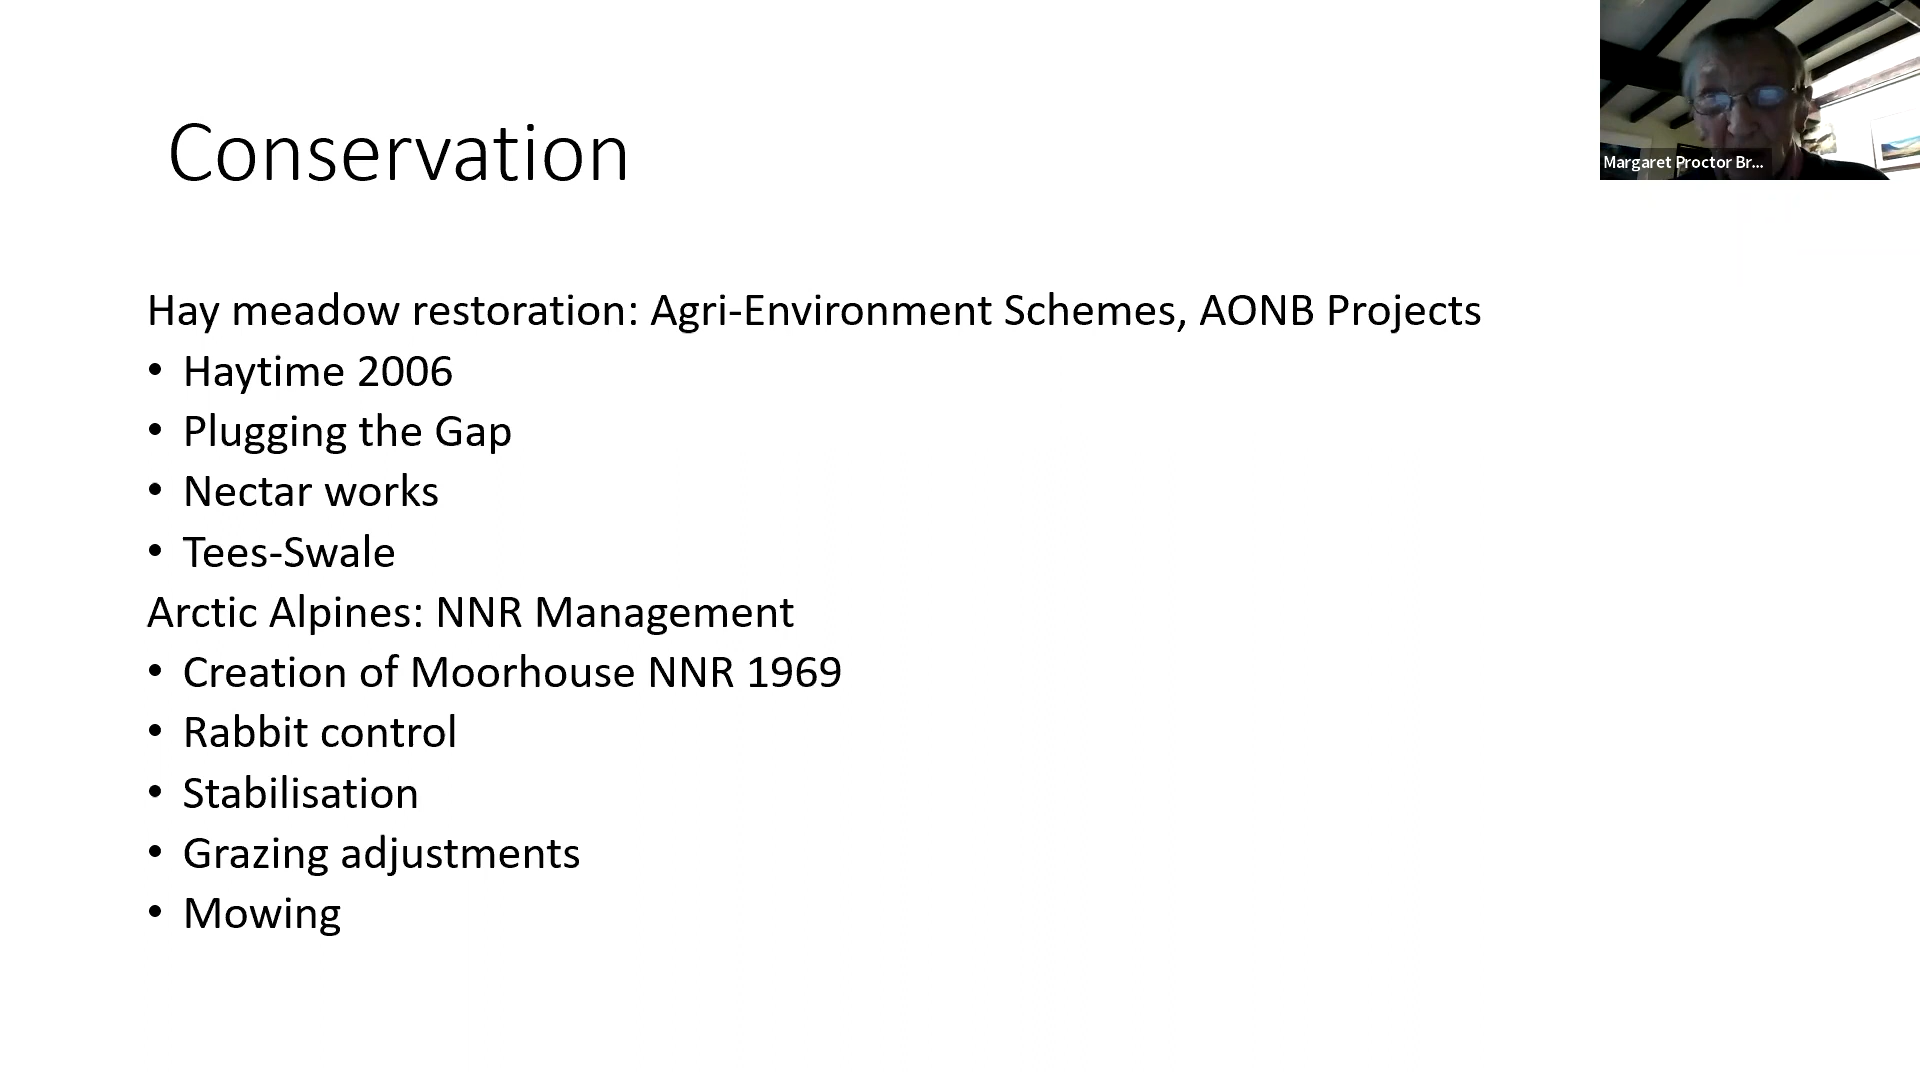 Conservation
Margaret Proctor Br...
Hay meadow restoration: Agri-Environment Schemes, AONB Projects
• Haytime 2006
• Plugging the Gap
• Nectar works
• Tees-Swale
Arctic Alpines: NNR Management
• Creation of Moorhouse NNR 1969
• Rabbit control
• Stabilisation
• Grazing adjustments
• Mowing